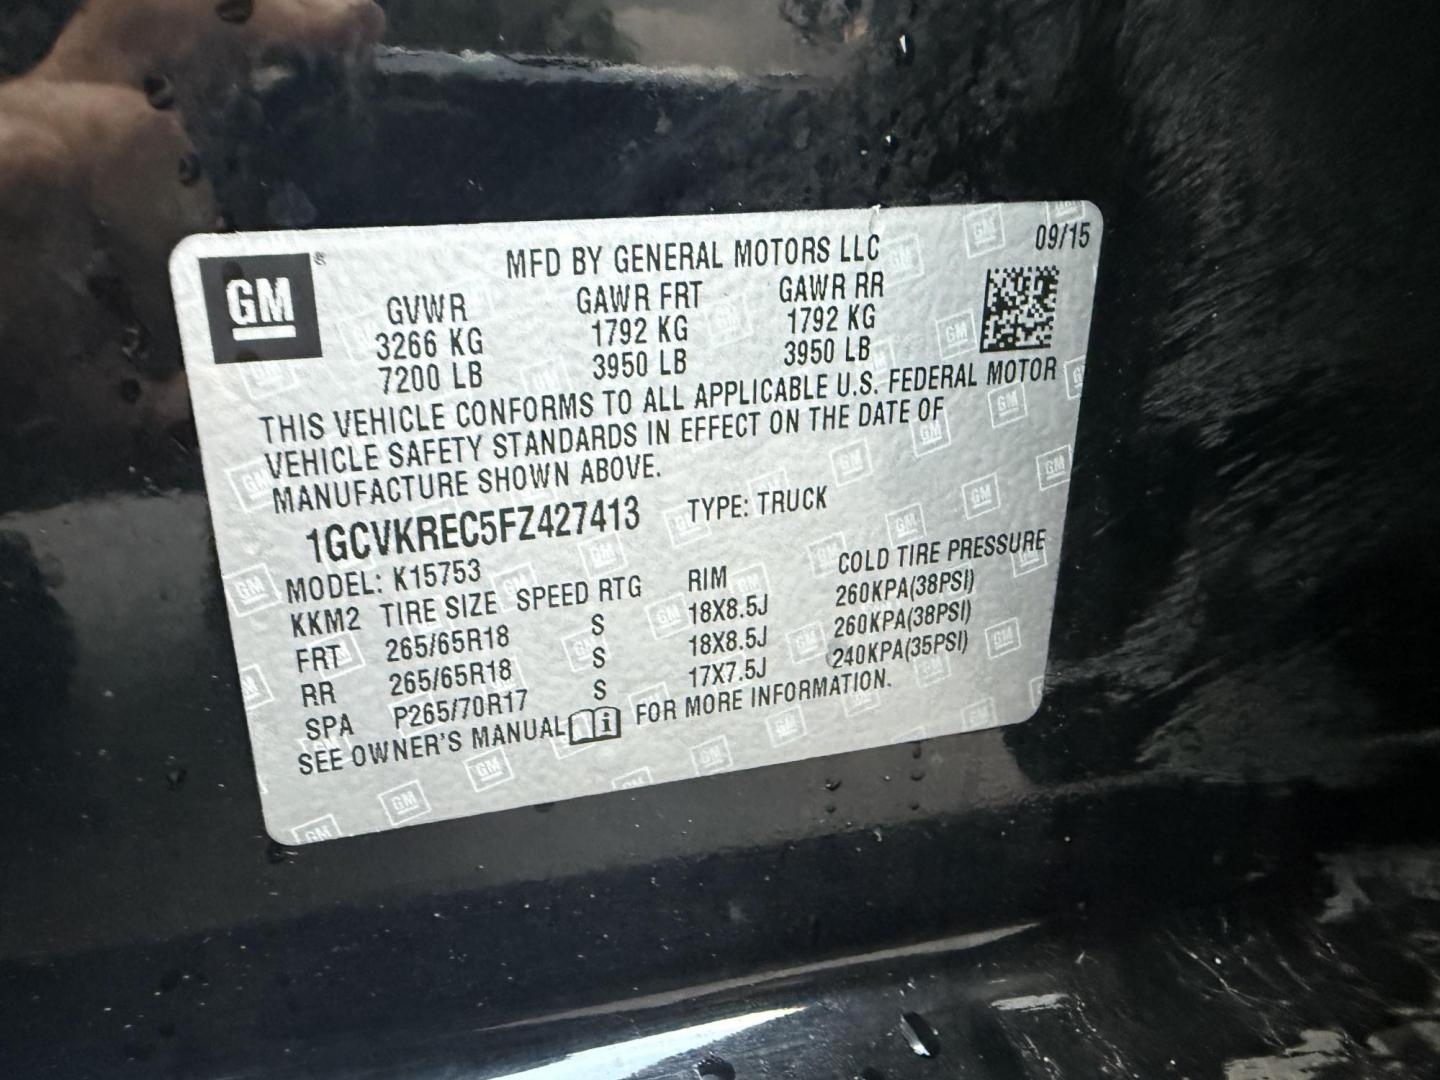 GM ®
MFD BY GENERAL MOTORS LLC 09/15
GVWR GAWR FRT GAWR RR
3266 KG 1792 KG 1792 KG
7200 LB 3950 LB 3950 LB
THIS VEHICLE CONFORMS TO ALL APPLICABLE U.S. FEDERAL MOTOR
VEHICLE SAFETY STANDARDS IN EFFECT ON THE DATE OF
MANUFACTURE SHOWN ABOVE.
1GCVKREC5FZ427413 TYPE: TRUCK
MODEL: K15753
KKM2 TIRE SIZE SPEED RTG RIM COLD TIRE PRESSURE
FRT 265/65R18 S 18X8.5J 260KPA(38PSI)
RR 265/65R18 S 18X8.5J 260KPA(38PSI)
SPA P265/70R17 S 17X7.5J 240KPA(35PSI)
SEE OWNER'S MANUAL i FOR MORE INFORMATION.